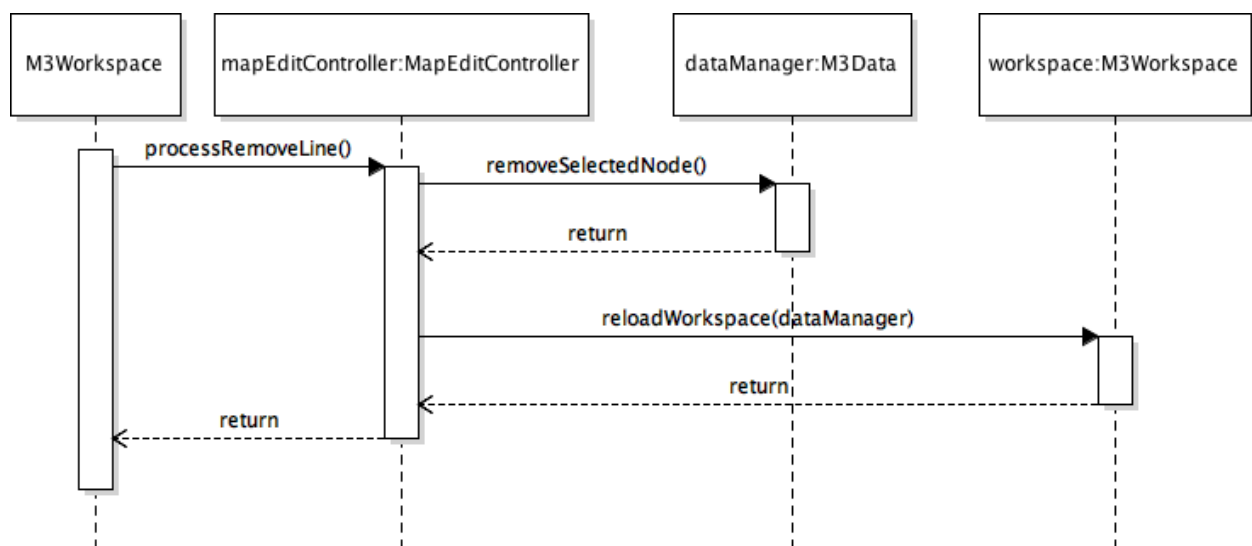 M3Workspace
mapEditController:MapEditController
dataManager:M3Data
workspace:M3Workspace
processRemoveLine()
removeSelectedNode()
return
reloadWorkspace(dataManager)
return
return